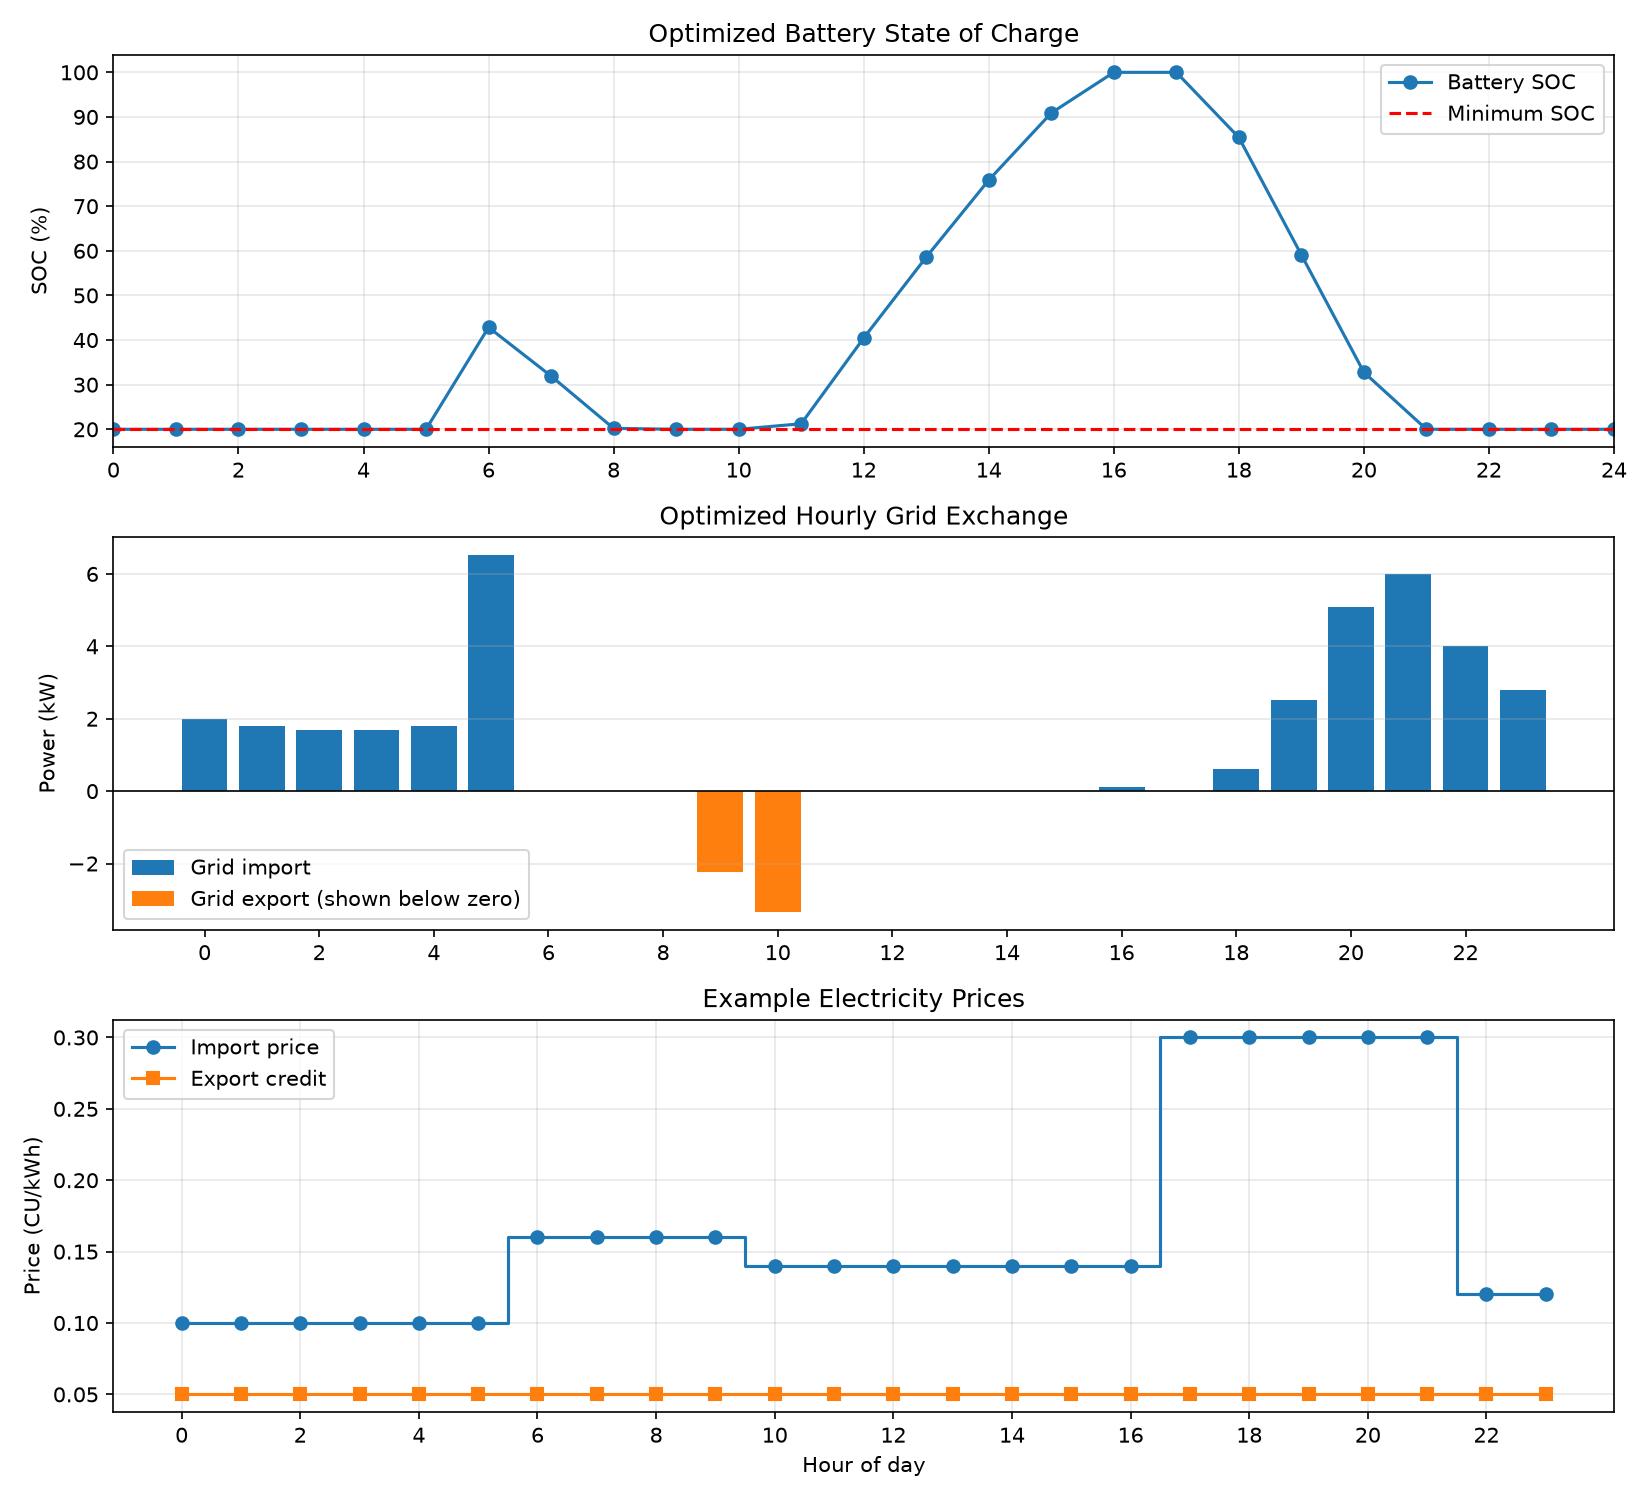 Optimized Battery State of Charge
SOC (%)
100
90
80
70
60
50
40
30
20
Battery SOC
Minimum SOC
0 2 4 6 8 10 12 14 16 18 20 22 24
Optimized Hourly Grid Exchange
Power (kW)
6
4
2
0
−2
Grid import
Grid export (shown below zero)
0 2 4 6 8 10 12 14 16 18 20 22
Example Electricity Prices
Price (CU/kWh)
0.30
0.25
0.20
0.15
0.10
0.05
Import price
Export credit
0 2 4 6 8 10 12 14 16 18 20 22
Hour of day